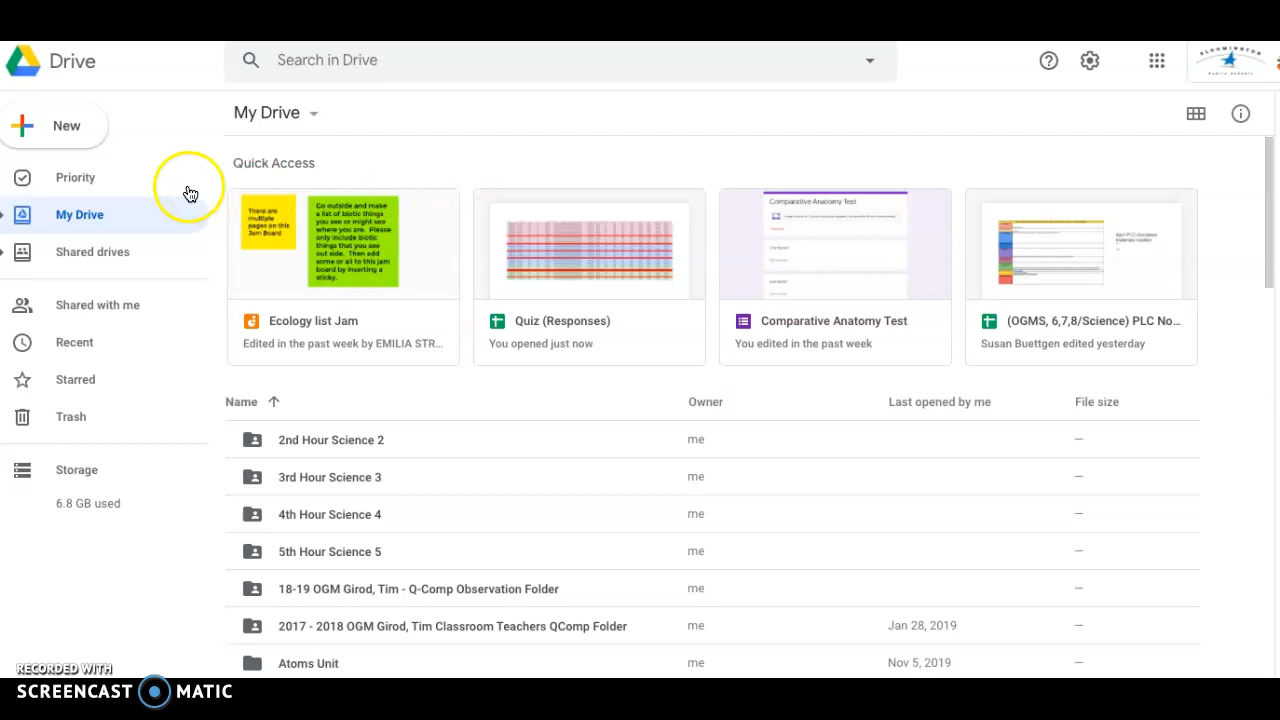 Drive
Search in Drive
BLOOMINGTON
Public Schools
New
My Drive
Priority
My Drive
Shared drives
Shared with me
Recent
Starred
Trash
Storage
6.8 GB used
Quick Access
There are
multiple
pages on this
Jam Board
Go outside and make
a list of biotic things
you see or might see
where you are. Please
only include biotic
things that you see
out side. Then add
some or all to this jam
board by inserting a
sticky.
Ecology list Jam
Edited in the past week by EMILIA STR...
Quiz (Responses)
You opened just now
Comparative Anatomy Test
Comparative Anatomy Test
You edited in the past week
(OGMS, 6,7,8/Science) PLC No...
Susan Buettgen edited yesterday
Name Owner Last opened by me File size
2nd Hour Science 2 me —
3rd Hour Science 3 me —
4th Hour Science 4 me —
5th Hour Science 5 me —
18-19 OGM Girod, Tim - Q-Comp Observation Folder me —
2017 - 2018 OGM Girod, Tim Classroom Teachers QComp Folder me Jan 28, 2019 —
Atoms Unit me Nov 5, 2019 —
RECORDED WITH
SCREENCAST MATIC